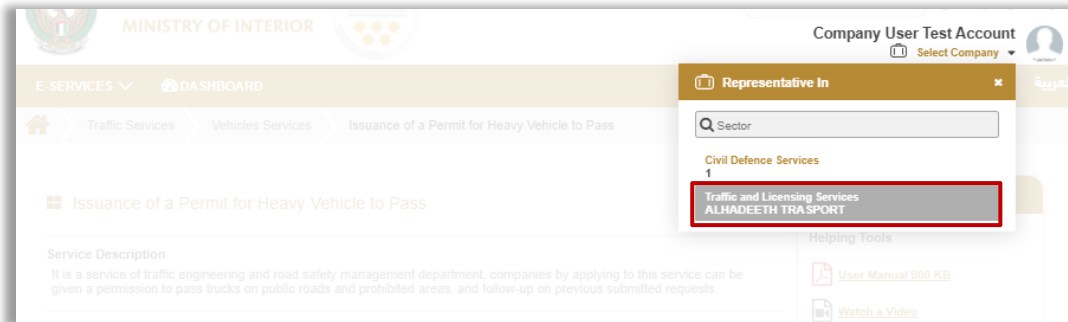 MINISTRY OF INTERIOR
Company User Test Account
Select Company
E-SERVICES
DASHBOARD
العربية
Representative In
Traffic Services
Vehicles Services
Issuance of a Permit for Heavy Vehicle to Pass
Sector
Civil Defence Services
1
Traffic and Licensing Services
ALHADEETH TRASPORT
Issuance of a Permit for Heavy Vehicle to Pass
Helping Tools
Service Description
It is a service of traffic engineering and road safety management department, companies by applying to this service can be
given a permission to pass trucks on public roads and prohibited areas, and follow-up on previous submitted
requests.
User Manual 900 KB
Watch a Video